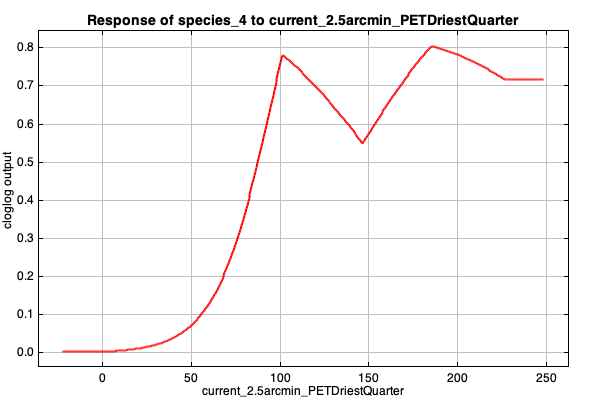 Response of species_4 to current_2.5arcmin_PETDriestQuarter
cloglog output
0.8
0.7
0.6
0.5
0.4
0.3
0.2
0.1
0.0
0 50 100 150 200 250
current_2.5arcmin_PETDriestQuarter